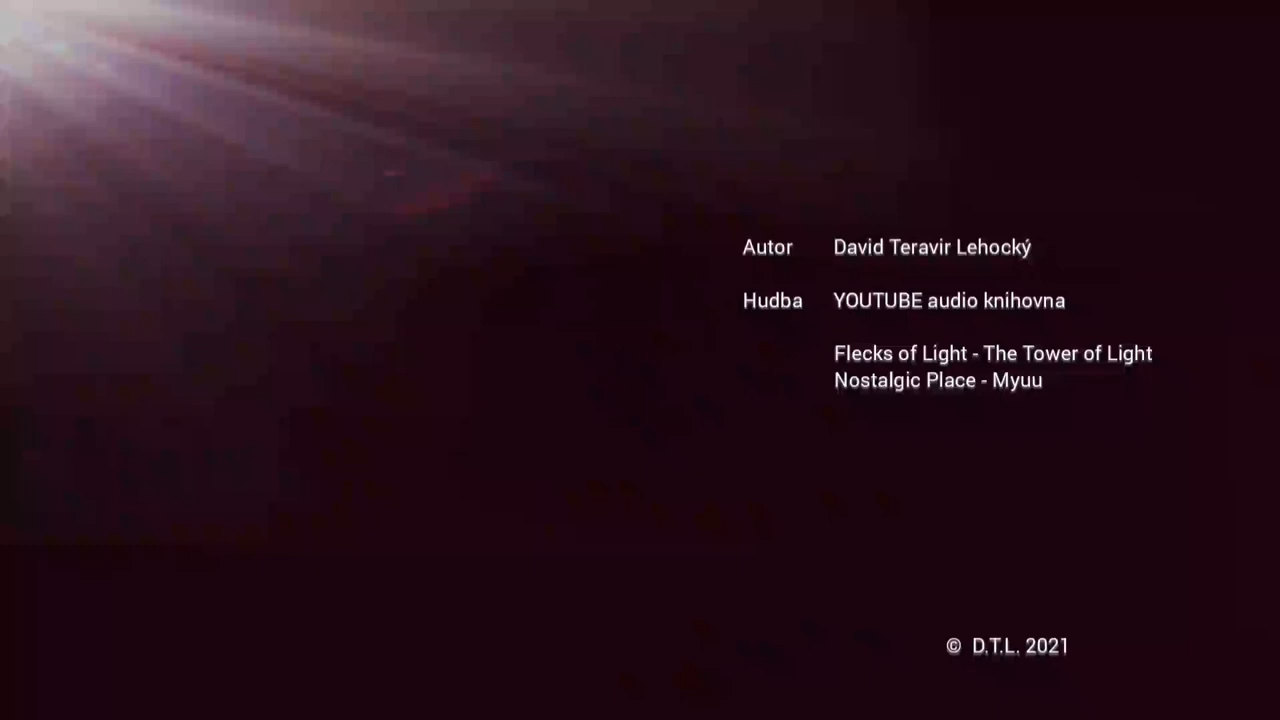 Autor David Teravir Lehocký
Hudba YOUTUBE audio knihovna
Flecks of Light - The Tower of Light
Nostalgic Place - Myuu
© D.T.L. 2021